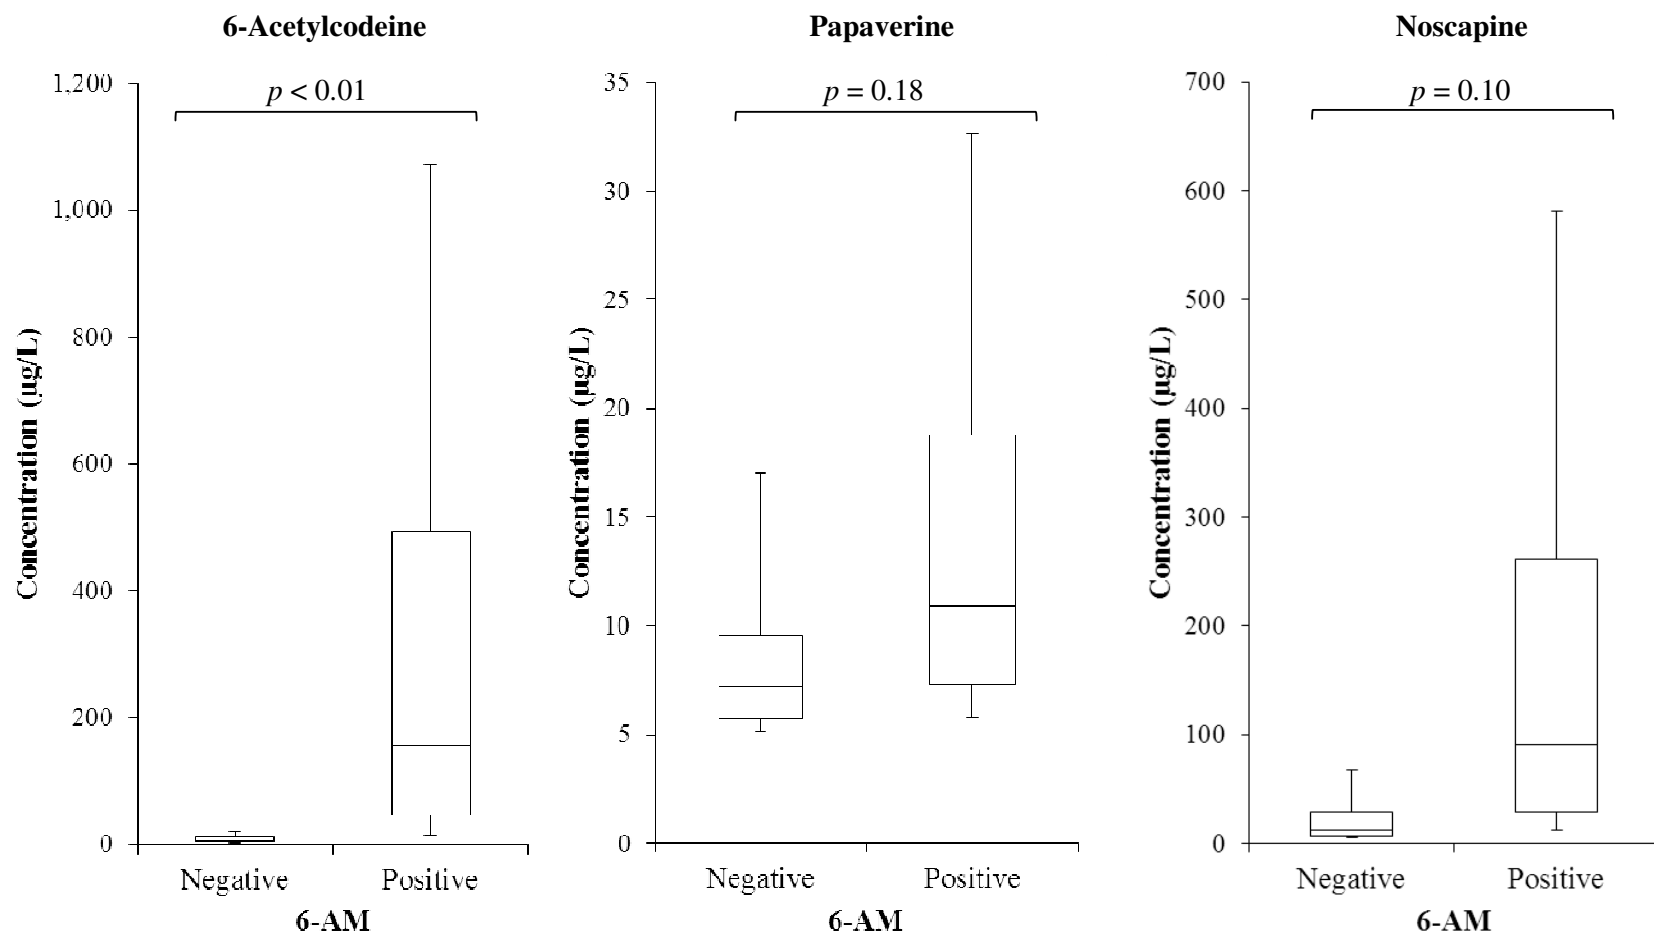 6-Acetylcodeine
p < 0.01
1,200
1,000
800
600
400
200
0
Concentration (µg/L)
Negative Positive
6-AM
Papaverine
p = 0.18
35
30
25
20
15
10
5
0
Concentration (µg/L)
Negative Positive
6-AM
Noscapine
p = 0.10
700
600
500
400
300
200
100
0
Concentration (µg/L)
Negative Positive
6-AM